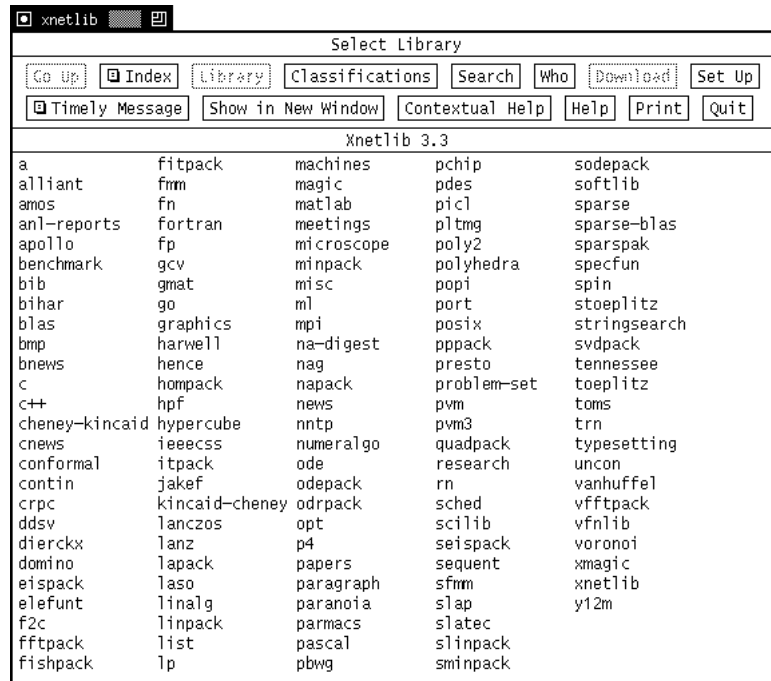 xnetlib
Select Library
Go Up Index Library Classifications Search Who Download Set Up
Timely Message Show in New Window Contextual Help Help Print Quit
Xnetlib 3.3
a fitpack machines pchip sodepack
alliant fmm magic pdes softlib
amos fn matlab picl sparse
anl-reports fortran meetings pltmg sparse-blas
apollo fp microscope poly2 sparspak
benchmark gcv minpack polyhedra specfun
bib gmat misc popi spin
bihar go ml port stoeplitz
blas graphics mpi posix stringsearch
bmp harwell na-digest pppack svdpack
bnews hence nag presto tennessee
c hompack napack problem-set toeplitz
c++ hpf news pvm toms
cheney-kincaid hypercube nntp pvm3 trn
cnews ieeecss numeralgo quadpack typesetting
conformal itpack ode research uncon
contin jakef odepack rn vanhuffel
crpc kincaid-cheney odrpack sched vfftpack
ddsv lanczos opt scilib vfnlib
dierckx lanz p4 seispack voronoi
domino lapack papers sequent xmagic
eispack laso paragraph sfmm xnetlib
elefunt linalg paranoia slap y12m
f2c linpack parmacs slatec
fftpack list pascal slinpack
fishpack lp pbwg sminpack